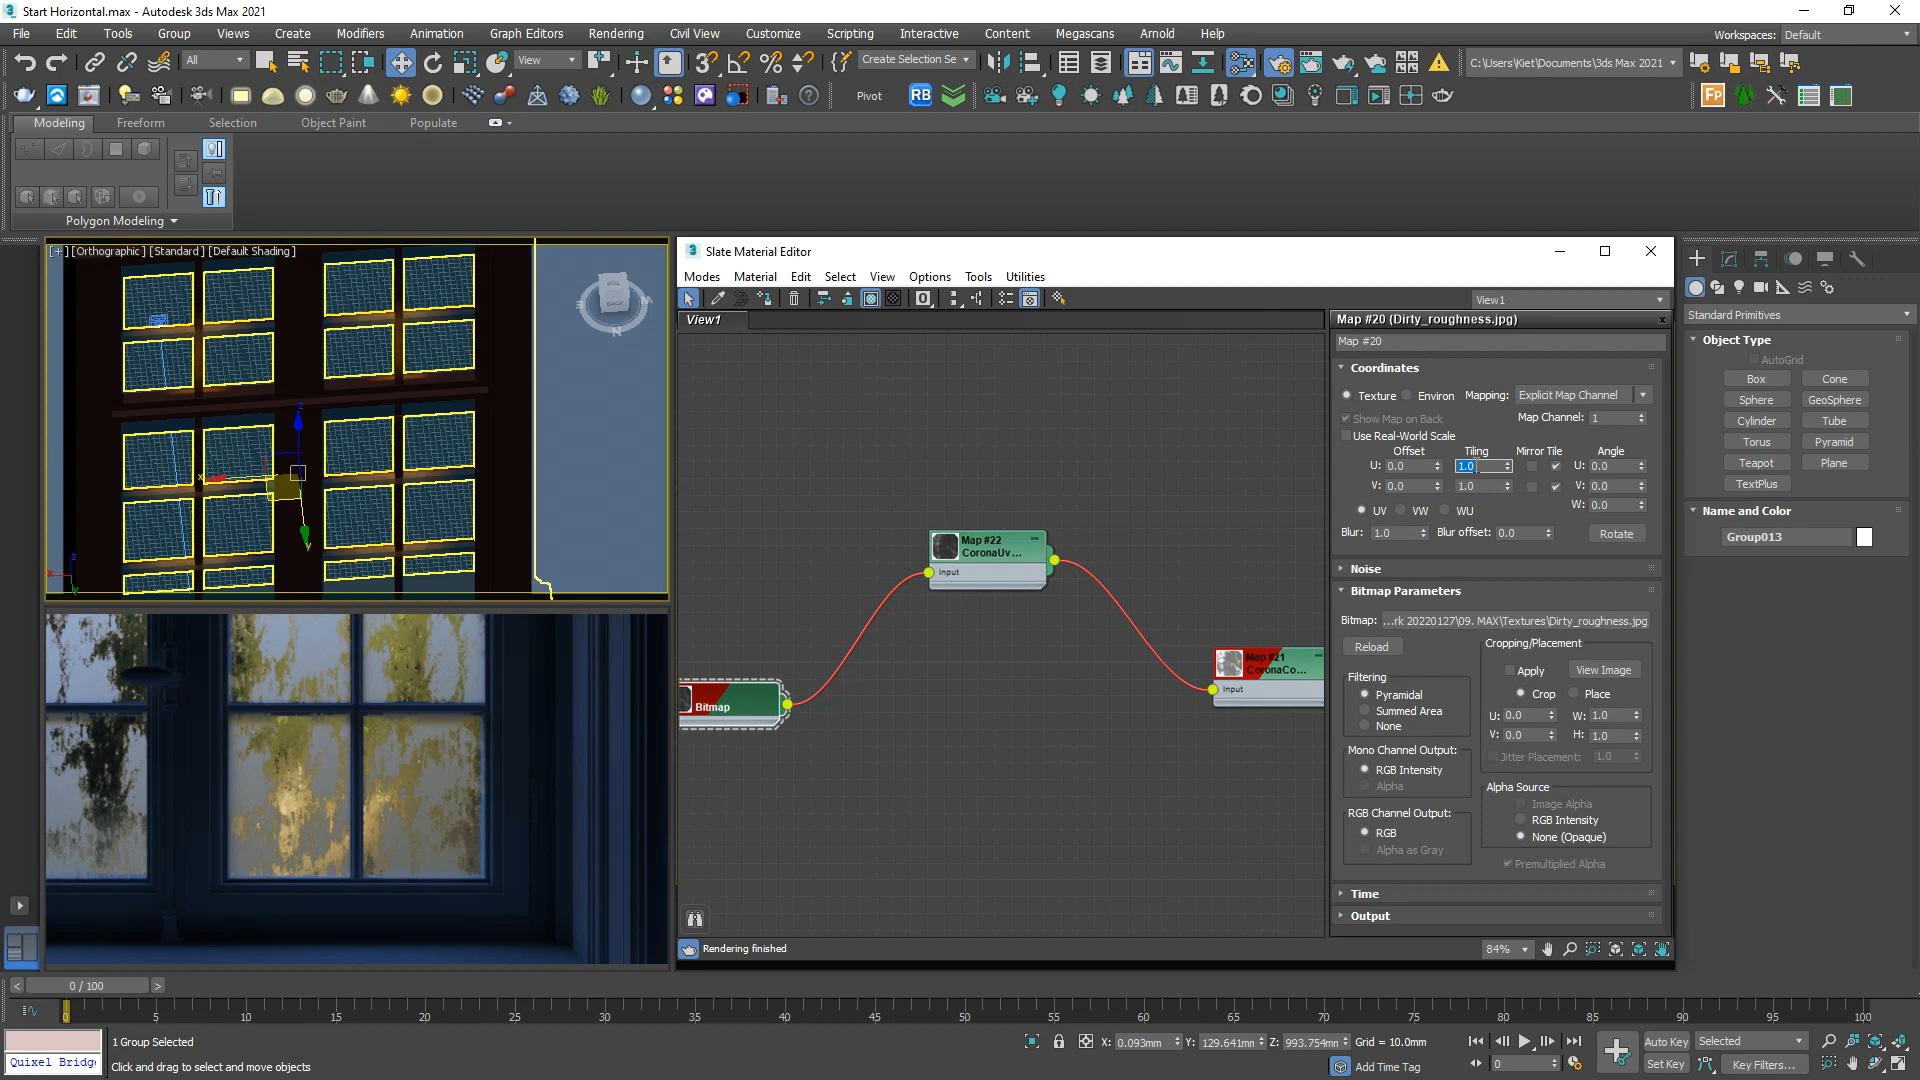 Start Horizontal.max - Autodesk 3ds Max 2021
File Edit Tools Group Views Create Modifiers Animation Graph Editors Rendering Civil View Customize Scripting Interactive Content Megascans Arnold Help
Workspaces: Default
All View Create Selection Se C:\Users\Kiet\Documents\3ds Max 2021
Pivot RB Fp
Modeling Freeform Selection Object Paint Populate
Polygon Modeling
[+] [Orthographic] [Standard] [Default Shading]
TOP
N
Slate Material Editor
Modes Material Edit Select View Options Tools Utilities
View1
View1
Map #20 (Dirty_roughness.jpg)
Map #20
Coordinates
Texture Environ Mapping: Explicit Map Channel
Show Map on Back Map Channel: 1
Use Real-World Scale
Offset Tiling Mirror Tile Angle
U: 0.0 1.0 U: 0.0
V: 0.0 1.0 V: 0.0
UV VW WU W: 0.0
Blur: 1.0 Blur offset: 0.0 Rotate
Noise
Bitmap Parameters
Bitmap: ...rk 20220127\09. MAX\Textures\Dirty_roughness.jpg
Reload
Cropping/Placement
Apply View Image
Crop Place
U: 0.0 W: 1.0
V: 0.0 H: 1.0
Jitter Placement: 1.0
Filtering
Pyramidal
Summed Area
None
Mono Channel Output:
RGB Intensity
Alpha
RGB Channel Output:
RGB
Alpha as Gray
Alpha Source
Image Alpha
RGB Intensity
None (Opaque)
Premultiplied Alpha
Time
Output
Map #22
CoronaUv...
Input
Bitmap
Map #21
CoronaCo...
Input
Rendering finished
84%
Standard Primitives
Object Type
AutoGrid
Box Cone
Sphere GeoSphere
Cylinder Tube
Torus Pyramid
Teapot Plane
TextPlus
Name and Color
Group013
0 / 100
0 5 10 15 20 25 30 35 40 45 50 55 60 65 70 75 80 85 90 95 100
1 Group Selected
X: 0.093mm Y: 129.641mm Z: 993.754mm Grid = 10.0mm
Auto Key Selected
Quixel Bridg
Click and drag to select and move objects
Add Time Tag
0
Set Key Key Filters...